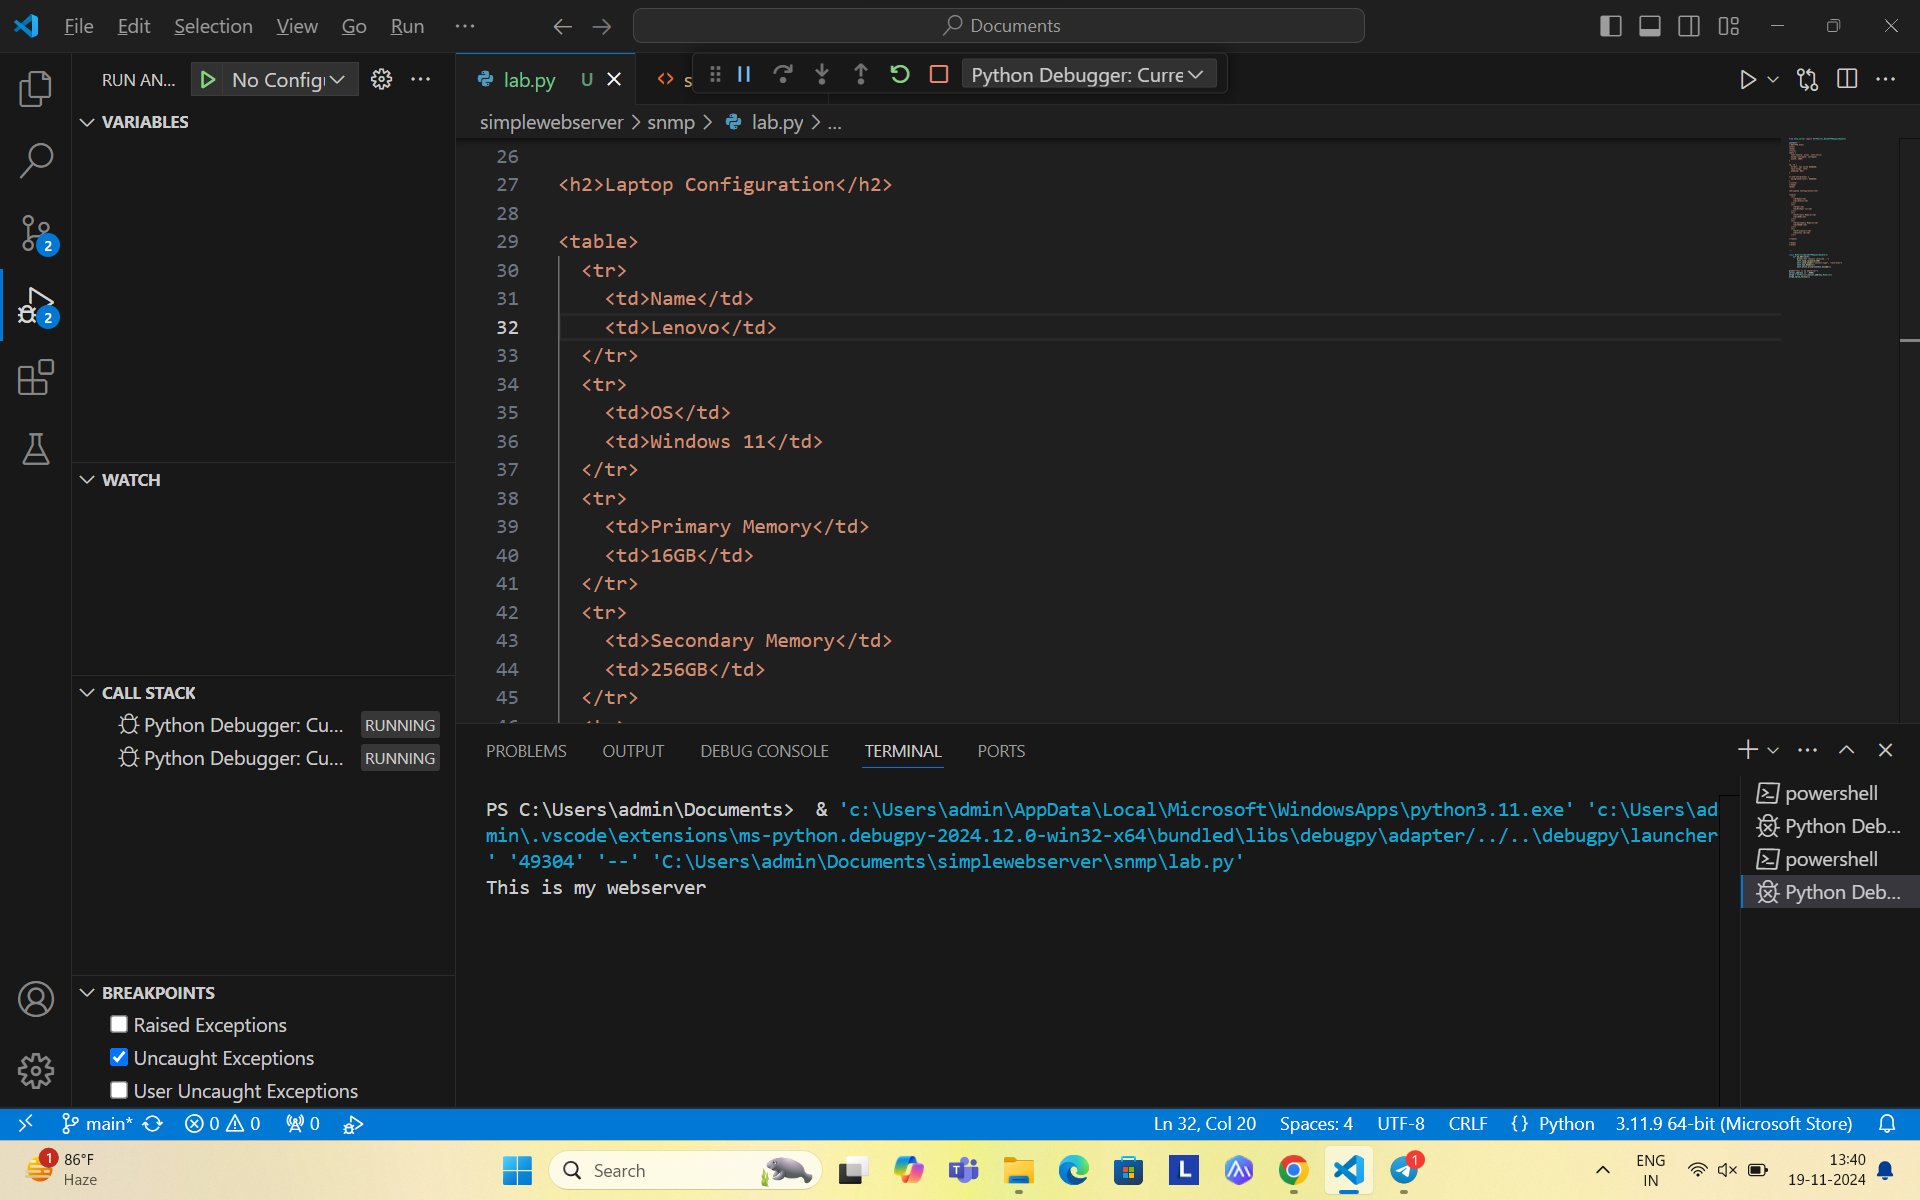 File Edit Selection View Go Run ··· Documents
RUN AN... No Config
lab.py U
Python Debugger: Curre
VARIABLES
simplewebserver > snmp > lab.py > ...
26
27 <h2>Laptop Configuration</h2>
28
29 <table>
30 <tr>
31 <td>Name</td>
32 <td>Lenovo</td>
33 </tr>
34 <tr>
35 <td>OS</td>
36 <td>Windows 11</td>
37 </tr>
38 <tr>
39 <td>Primary Memory</td>
40 <td>16GB</td>
41 </tr>
42 <tr>
43 <td>Secondary Memory</td>
44 <td>256GB</td>
45 </tr>
2
2
WATCH
CALL STACK
Python Debugger: Cu... RUNNING
Python Debugger: Cu... RUNNING
BREAKPOINTS
Raised Exceptions
Uncaught Exceptions
User Uncaught Exceptions
PROBLEMS OUTPUT DEBUG CONSOLE TERMINAL PORTS
PS C:\Users\admin\Documents>  & 'c:\Users\admin\AppData\Local\Microsoft\WindowsApps\python3.11.exe' 'c:\Users\ad
min\.vscode\extensions\ms-python.debugpy-2024.12.0-win32-x64\bundled\libs\debugpy\adapter/../..\debugpy\launcher
' '49304' '--' 'C:\Users\admin\Documents\simplewebserver\snmp\lab.py'
This is my webserver
powershell
Python Deb...
powershell
Python Deb...
main* 0 0 0 Ln 32, Col 20 Spaces: 4 UTF-8 CRLF {} Python 3.11.9 64-bit (Microsoft Store)
1 86°F
Haze
Search
L
1
ENG
IN
13:40
19-11-2024